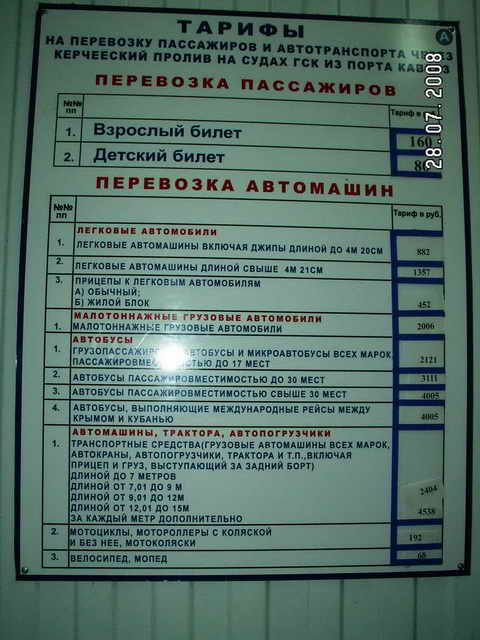 ТАРИФЫ
НА ПЕРЕВОЗКУ ПАССАЖИРОВ И АВТОТРАНСПОРТА
КЕРЧЕЕВСКИЙ ПРОЛИВ НА СУДАХ ГСК ИЗ ПОРТА
ПЕРЕВОЗКА ПАССАЖИРОВ
№№ пп
Тариф в
1. Взрослый билет 160
2. Детский билет
28.07.2008
ПЕРЕВОЗКА АВТОМАШИН
№№ пп
Тариф в руб.
ЛЕГКОВЫЕ АВТОМОБИЛИ
1. ЛЕГКОВЫЕ АВТОМАШИНЫ ВКЛЮЧАЯ ДЖИПЫ ДЛИНОЙ ДО 4М 20СМ 882
2. ЛЕГКОВЫЕ АВТОМАШИНЫ ДЛИНОЙ СВЫШЕ 4М 21СМ 1357
3. ПРИЦЕПЫ К ЛЕГКОВЫМ АВТОМОБИЛЯМ
А) ОБЫЧНЫЕ;
Б) ЖИЛОЙ БЛОК 452
МАЛОТОННАЖНЫЕ ГРУЗОВЫЕ АВТОМОБИЛИ
1. МАЛОТОННАЖНЫЕ ГРУЗОВЫЕ АВТОМОБИЛИ 2006
АВТОБУСЫ
1. АВТОБУСЫ И МИКРОАВТОБУСЫ ВСЕХ МАРОК
ДО 17 МЕСТ 2121
2. АВТОБУСЫ ПАССАЖИРОВМЕСТИМОСТЬЮ ДО 30 МЕСТ 3111
3. АВТОБУСЫ ПАССАЖИРОВМЕСТИМОСТЬЮ СВЫШЕ 30 МЕСТ 4005
4. АВТОБУСЫ, ВЫПОЛНЯЮЩИЕ МЕЖДУНАРОДНЫЕ РЕЙСЫ МЕЖДУ
КРЫМОМ И КУБАНЬЮ 4005
АВТОМАШИНЫ, ТРАКТОРА, АВТОПОГРУЗЧИКИ
1. ТРАНСПОРТНЫЕ СРЕДСТВА(ГРУЗОВЫЕ АВТОМАШИНЫ ВСЕХ МАРОК,
АВТОКРАНЫ, АВТОПОГРУЗЧИКИ, ТРАКТОРА И Т.П.,ВКЛЮЧАЯ
ПРИЦЕП И ГРУЗ, ВЫСТУПАЮЩИЙ ЗА ЗАДНИЙ БОРТ)
ДЛИНОЙ ДО 7 МЕТРОВ
ДЛИНОЙ ОТ 7,01 ДО 9 М
ДЛИНОЙ ОТ 9,01 ДО 12М 2404
ДЛИНОЙ ОТ 12,01 ДО 15М
ЗА КАЖДЫЙ МЕТР ДОПОЛНИТЕЛЬНО 4538
2. МОТОЦИКЛЫ, МОТОРОЛЛЕРЫ С КОЛЯСКОЙ
И БЕЗ НЕЕ, МОТОКОЛЯСКИ 192
3. ВЕЛОСИПЕД, МОПЕД 68